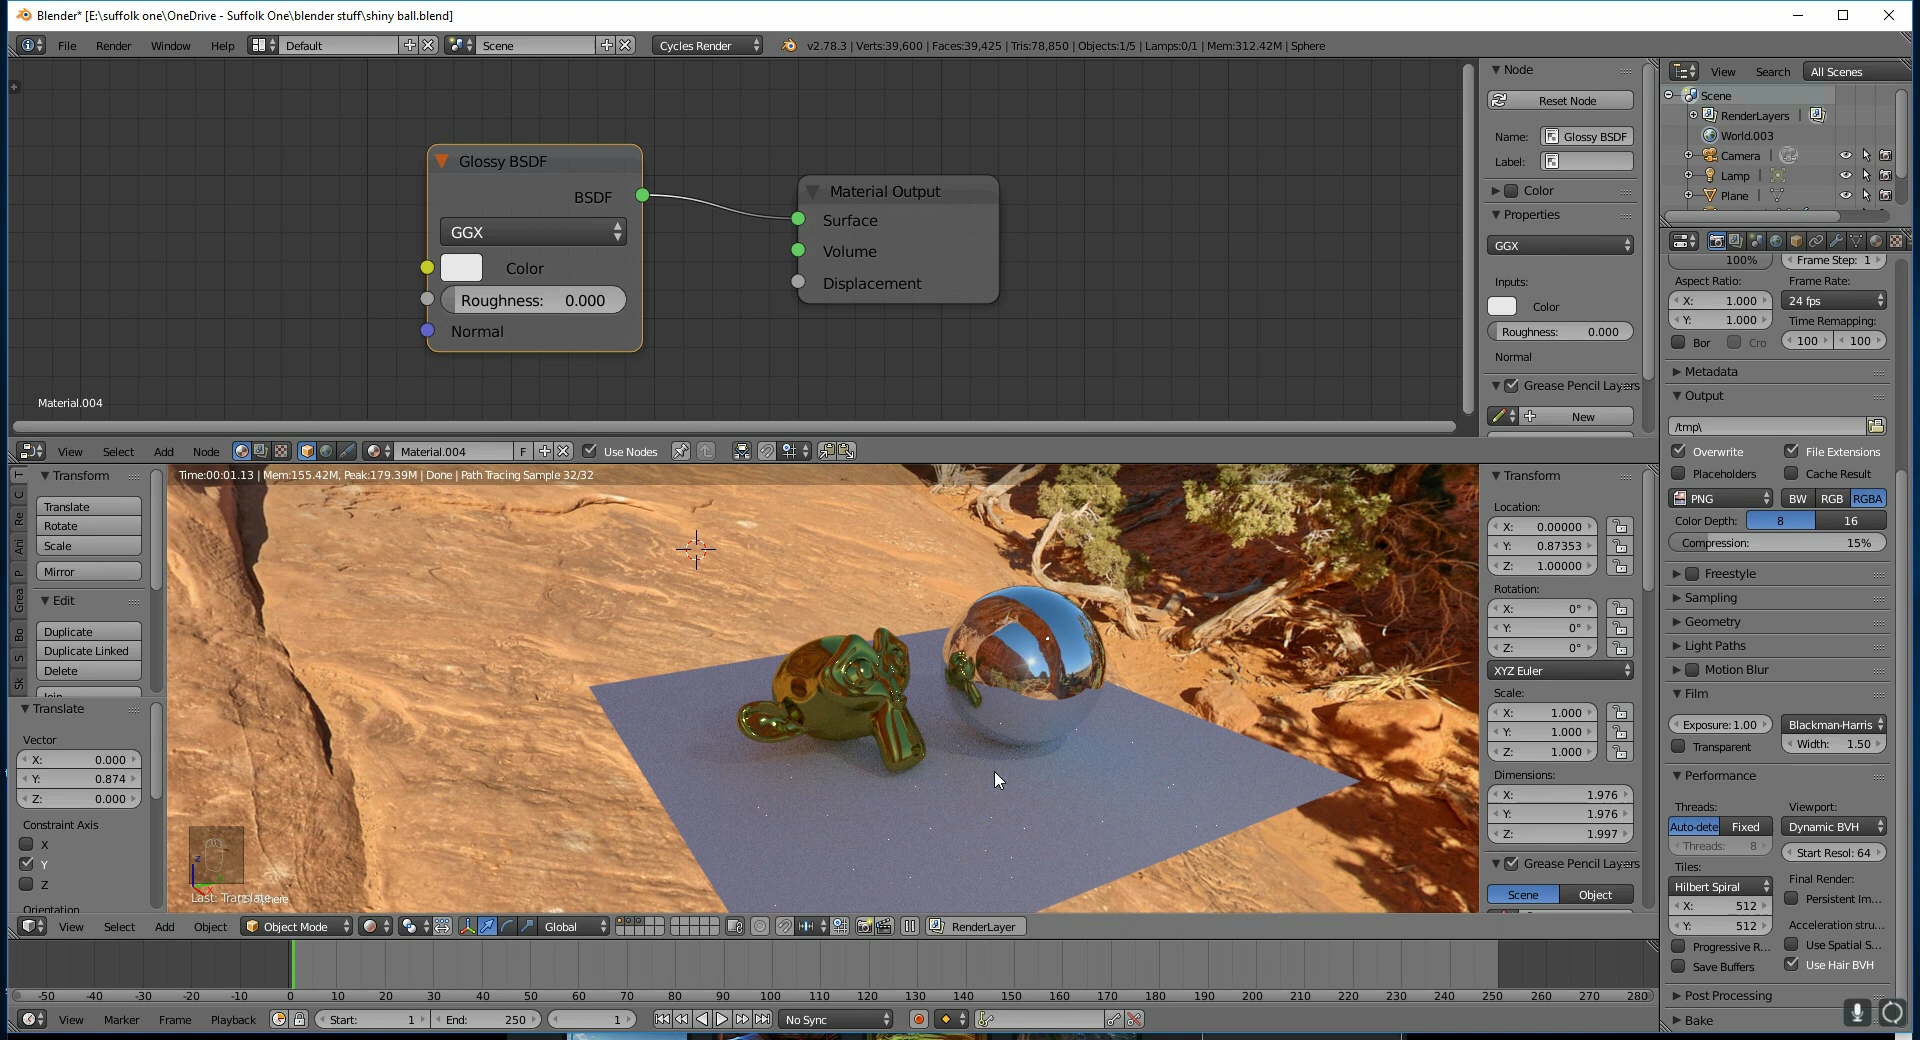 Blender* [E:\suffolk one\OneDrive - Suffolk One\blender stuff\shiny ball.blend]
File Render Window Help Default Scene Cycles Render v2.78.3 | Verts:39,600 | Faces:39,425 | Tris:78,850 | Objects:1/5 | Lamps:0/1 | Mem:312.42M | Sphere
Glossy BSDF
BSDF
GGX
Color
Roughness: 0.000
Normal
Material Output
Surface
Volume
Displacement
Material.004
Node
Reset Node
Name: Glossy BSDF
Label:
Color
Properties
GGX
Inputs:
Color
Roughness: 0.000
Normal
Grease Pencil Layers
New
View Search All Scenes
Scene
RenderLayers
World.003
Camera
Lamp
Plane
100% Frame Step: 1
Aspect Ratio: Frame Rate:
X: 1.000 24 fps
Y: 1.000 Time Remapping:
Bor Cro 100 100
Metadata
Output
/tmp\
Overwrite File Extensions
Placeholders Cache Result
PNG BW RGB RGBA
Color Depth: 8 16
Compression: 15%
Freestyle
Sampling
Geometry
Light Paths
Motion Blur
Film
Exposure: 1.00 Blackman-Harris
Transparent Width: 1.50
Performance
Threads: Viewport:
Auto-dete Fixed Dynamic BVH
Threads: 8 Start Resol: 64
Tiles:
Hilbert Spiral Final Render:
X: 512 Persistent Im...
Y: 512 Acceleration stru...
Progressive R... Use Spatial S...
Save Buffers Use Hair BVH
Post Processing
Bake
View Select Add Node Material.004 F Use Nodes
T
C
Re
Ani
P
Grea
Bo
S
Sk
Transform
Translate
Rotate
Scale
Mirror
Edit
Duplicate
Duplicate Linked
Delete
Join
Translate
Vector
X: 0.000
Y: 0.874
Z: 0.000
Constraint Axis
X
Y
Z
Orientation
Time:00:01.13 | Mem:155.42M, Peak:179.39M | Done | Path Tracing Sample 32/32
z
x
Last: Translate
Transform
Location:
X: 0.00000
Y: 0.87353
Z: 1.00000
Rotation:
X: 0°
Y: 0°
Z: 0°
XYZ Euler
Scale:
X: 1.000
Y: 1.000
Z: 1.000
Dimensions:
X: 1.976
Y: 1.976
Z: 1.997
Grease Pencil Layers
Scene Object
View Select Add Object Object Mode Global RenderLayer
-50 -40 -30 -20 -10 0 10 20 30 40 50 60 70 80 90 100 110 120 130 140 150 160 170 180 190 200 210 220 230 240 250 260 270 280
View Marker Frame Playback Start: 1 End: 250 1 No Sync